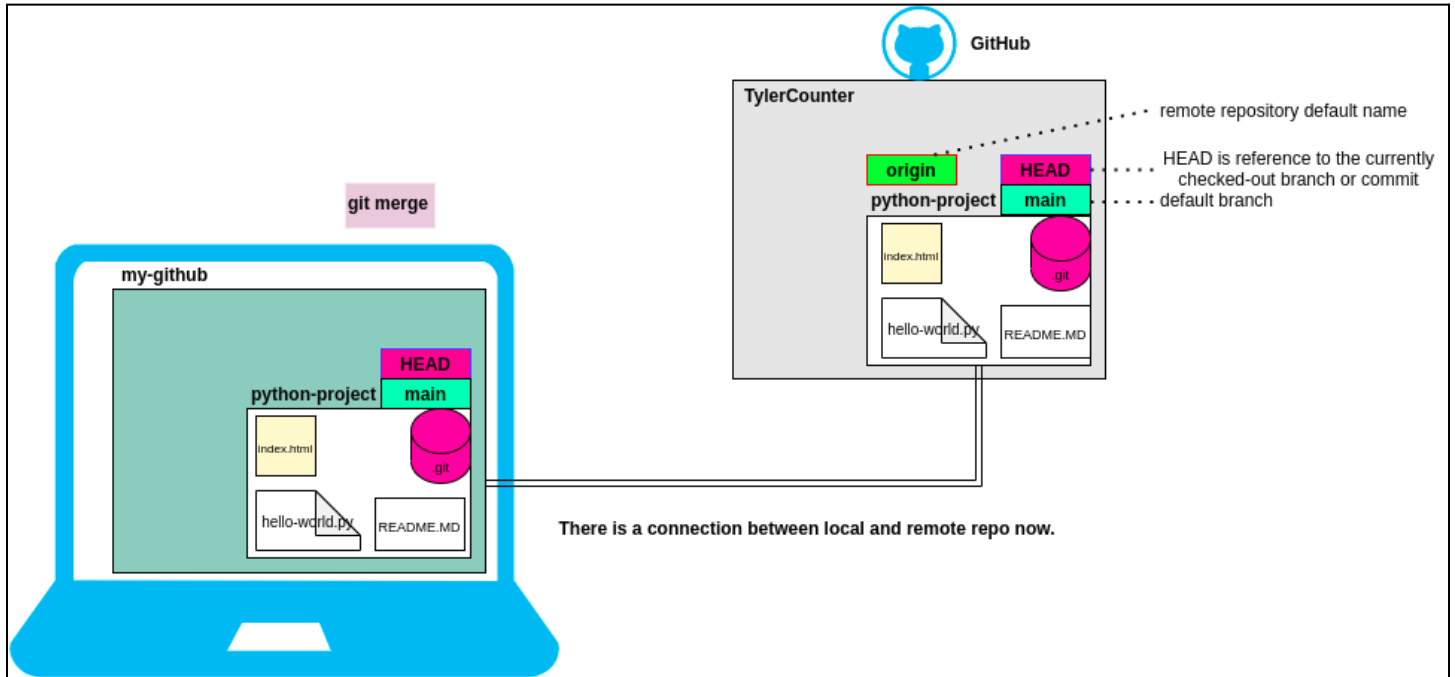 GitHub
TylerCounter
remote repository default name
origin
HEAD
HEAD is reference to the currently
checked-out branch or commit
python-project
main
default branch
index.html
.git
hello-world.py
README.MD
git merge
my-github
HEAD
python-project
main
index.html
.git
hello-world.py
README.MD
There is a connection between local and remote repo now.